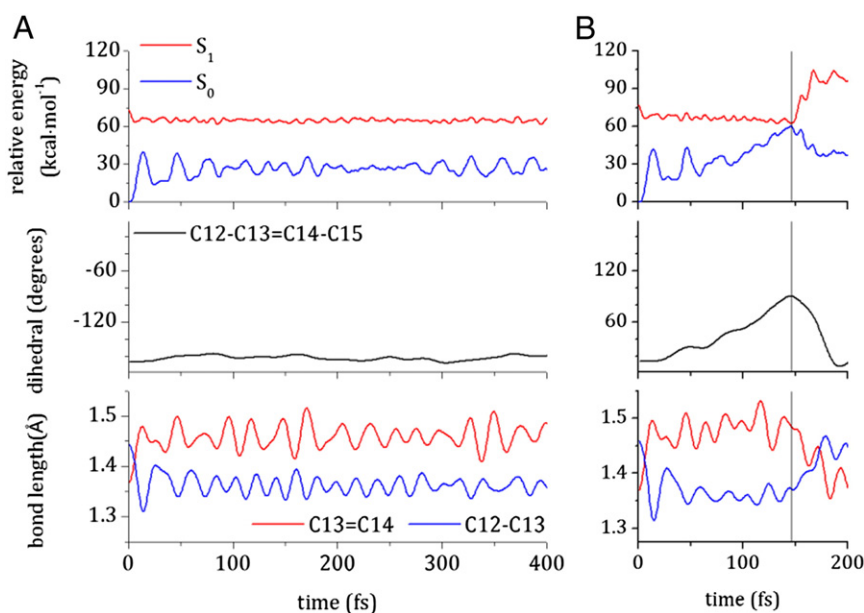 A
B
S1
S0
relative energy
(kcal·mol-1)
120
90
60
30
0
120
90
60
30
0
C12-C13=C14-C15
dihedral (degrees)
-60
-120
120
60
bond length(Å)
1.5
1.4
1.3
1.5
1.4
1.3
C13=C14
C12-C13
0
100
200
300
400
0
100
200
time (fs)
time (fs)